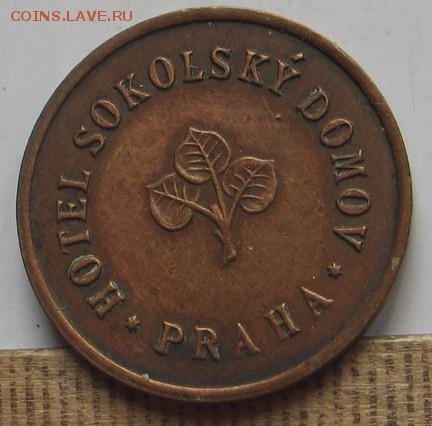 COINS.LAVE.RU
HOTEL SOKOLSKÝ DOMOV
* PRAHA *